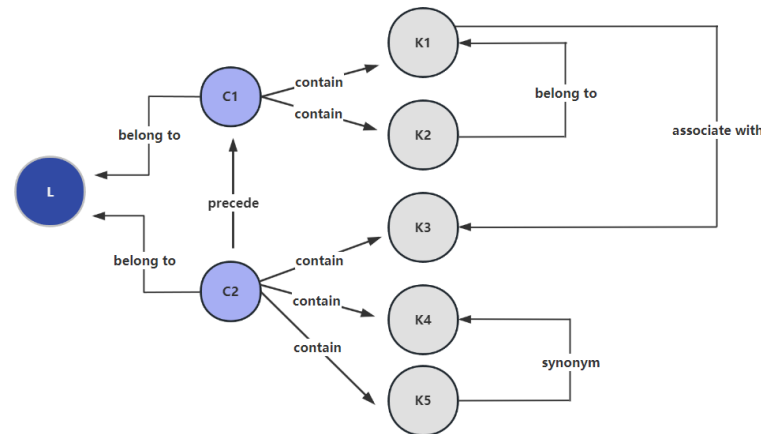 K1
C1
contain
contain
belong to
belong to
K2
associate with
L
precede
K3
belong to
contain
C2
contain
K4
contain
synonym
K5